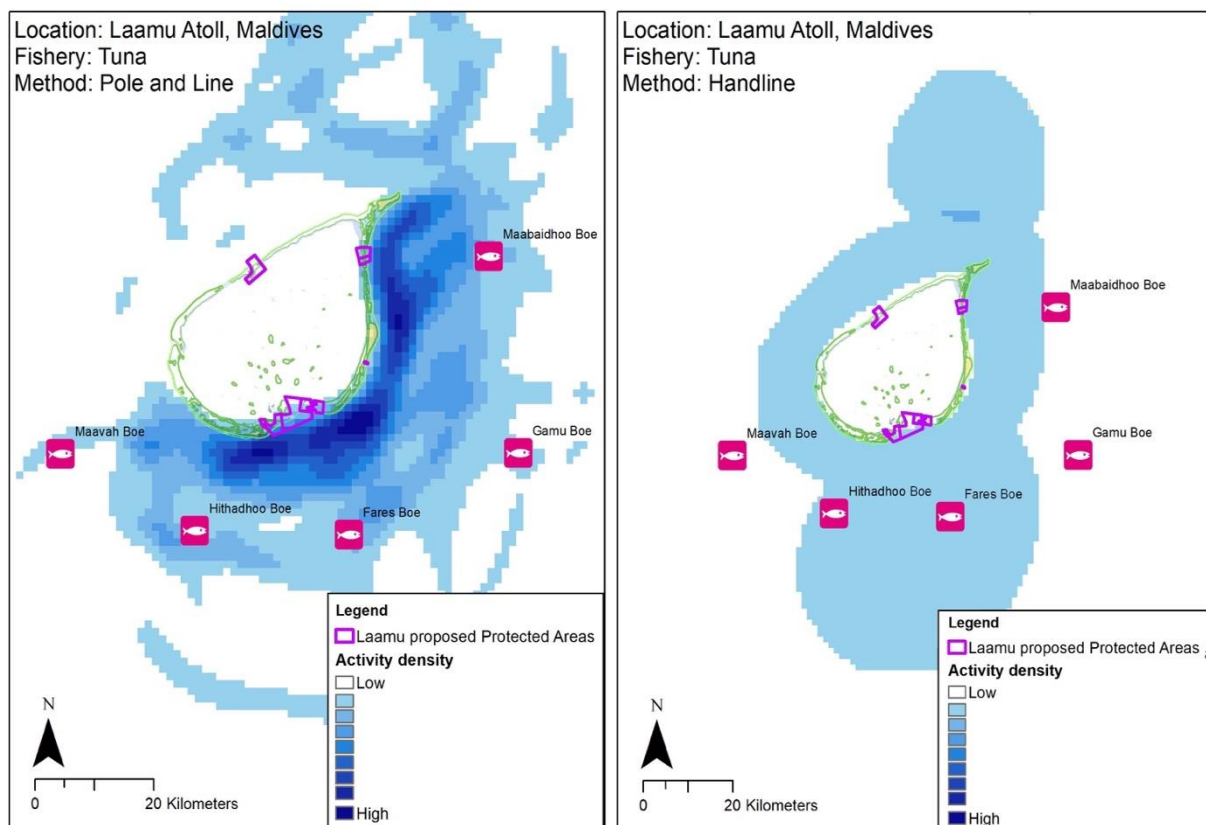 Location: Laamu Atoll, Maldives
Fishery: Tuna
Method: Pole and Line
Maabaidhoo Boe
Maavah Boe
Gamu Boe
Hithadhoo Boe
Fares Boe
Legend
Laamu proposed Protected Areas
Activity density
Low
High
N
0 20 Kilometers
Location: Laamu Atoll, Maldives
Fishery: Tuna
Method: Handline
Maabaidhoo Boe
Maavah Boe
Gamu Boe
Hithadhoo Boe
Fares Boe
Legend
Laamu proposed Protected Areas
Activity density
Low
High
N
0 20 Kilometers